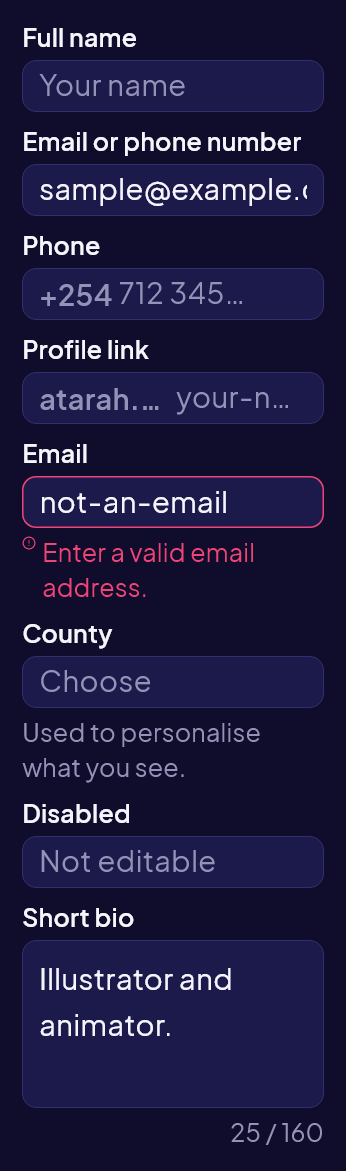 Full name
Your name
Email or phone number
sample@example.c
Phone
+254 712 345…
Profile link
atarah.… your-n…
Email
not-an-email
Enter a valid email
address.
County
Choose
Used to personalise
what you see.
Disabled
Not editable
Short bio
Illustrator and
animator.
25 / 160